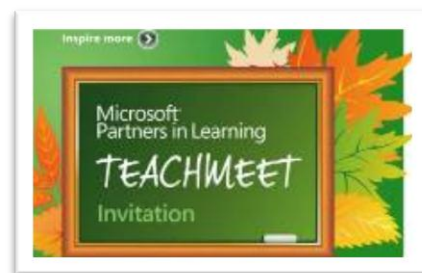 Inspire more
Microsoft
Partners in Learning
TEACHMEET
Invitation